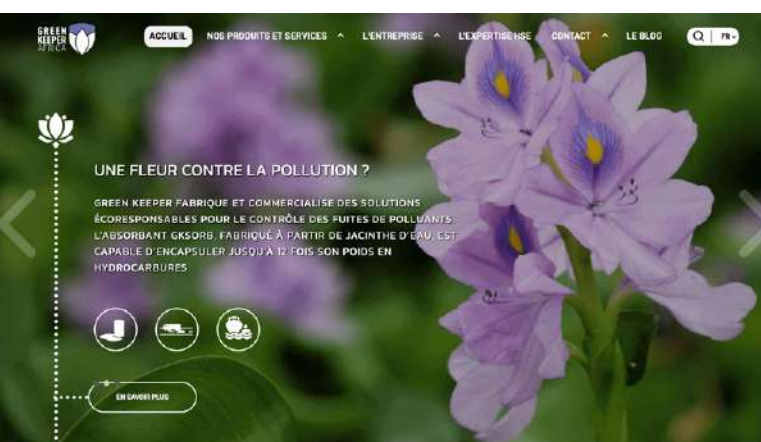 GREEN
KEEPER
AFRICA
ACCUEIL NOS PRODUITS ET SERVICES L'ENTREPRISE L'EXPERTISE HSE CONTACT LE BLOG FR
UNE FLEUR CONTRE LA POLLUTION ?
GREEN KEEPER FABRIQUE ET COMMERCIALISE DES SOLUTIONS
ÉCORESPONSABLES POUR LE CONTRÔLE DES FUITES DE POLLUANTS
L'ABSORBANT GKSORB, FABRIQUÉ À PARTIR DE JACINTHE D'EAU, EST
CAPABLE D'ENCAPSULER JUSQU'À 12 FOIS SON POIDS EN
HYDROCARBURES
EN SAVOIR PLUS